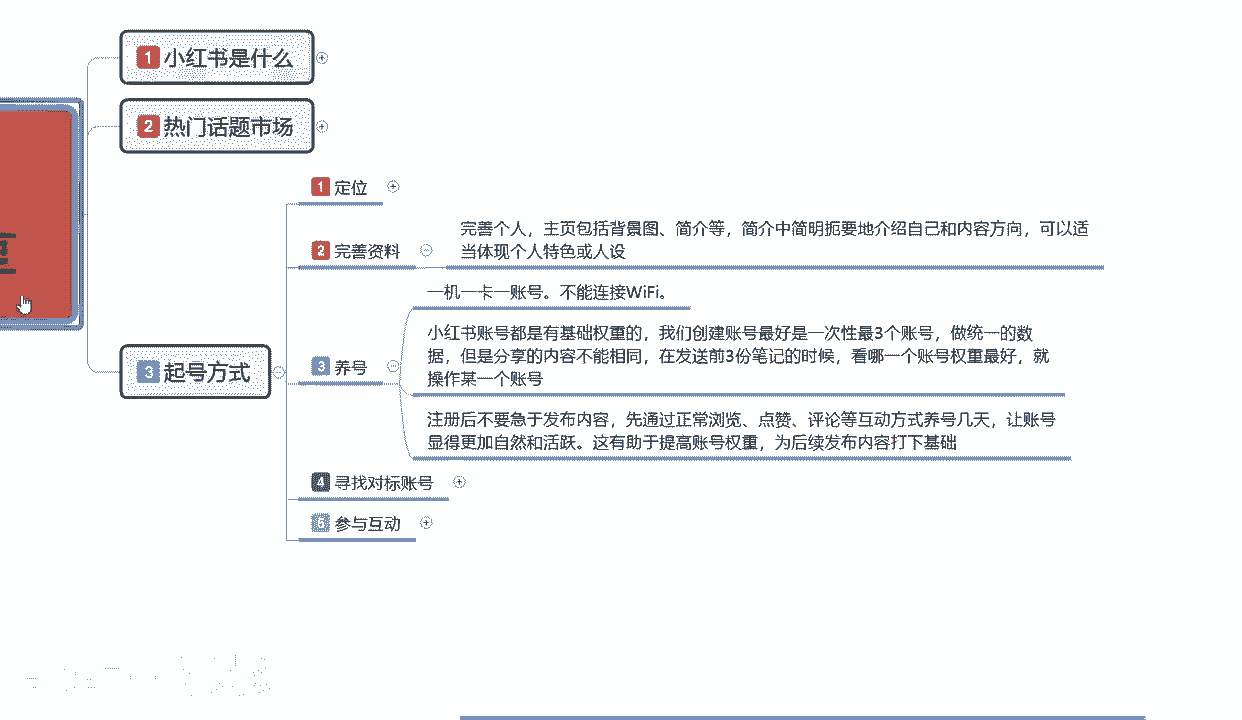 1 小红书是什么
2 热门话题市场
1 定位
完善个人，主页包括背景图、简介等，简介中简明扼要地介绍自己和内容方向，可以适
2 完善资料
当体现个人特色或人设
一机一卡一账号。不能连接WiFi。
小红书账号都是有基础权重的，我们创建账号最好是一次性最3个账号，做统一的数
据，但是分享的内容不能相同，在发送前3份笔记的时候，看哪一个账号权重最好，就
操作某一个账号
3 起号方式
3 养号
注册后不要急于发布内容，先通过正常浏览、点赞、评论等互动方式养号几天，让账号
显得更加自然和活跃。这有助于提高账号权重，为后续发布内容打下基础
4 寻找对标账号
5 参与互动